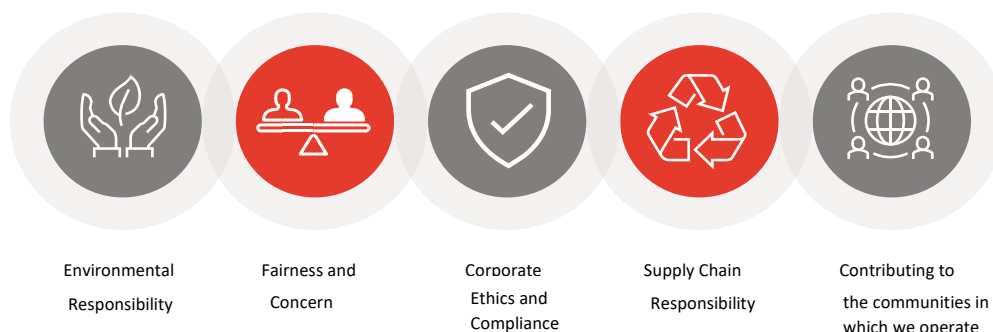 Environmental
Responsibility
Fairness and
Concern
Corporate
Ethics and
Compliance
Supply Chain
Responsibility
Contributing to
the communities in
which we operate